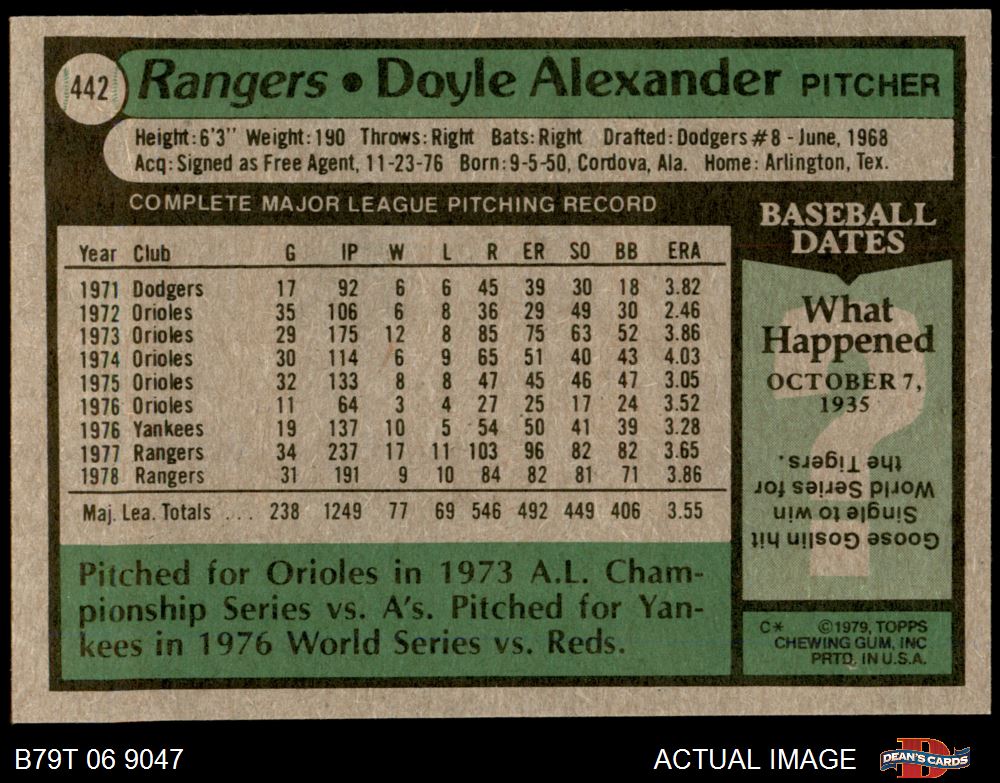 442
Rangers • Doyle Alexander PITCHER
Height: 6'3" Weight: 190 Throws: Right Bats: Right Drafted: Dodgers #8 - June, 1968
Acq: Signed as Free Agent, 11-23-76 Born: 9-5-50, Cordova, Ala. Home: Arlington, Tex.
COMPLETE MAJOR LEAGUE PITCHING RECORD
Year Club G IP W L R ER SO BB ERA
1971 Dodgers 17 92 6 6 45 39 30 18 3.82
1972 Orioles 35 106 6 8 36 29 49 30 2.46
1973 Orioles 29 175 12 8 85 75 63 52 3.86
1974 Orioles 30 114 6 9 65 51 40 43 4.03
1975 Orioles 32 133 8 8 47 45 46 47 3.05
1976 Orioles 11 64 3 4 27 25 17 24 3.52
1976 Yankees 19 137 10 5 54 50 41 39 3.28
1977 Rangers 34 237 17 11 103 96 82 82 3.65
1978 Rangers 31 191 9 10 84 82 81 71 3.86
Maj. Lea. Totals ... 238 1249 77 69 546 492 449 406 3.55
Pitched for Orioles in 1973 A.L. Cham-
pionship Series vs. A's. Pitched for Yan-
kees in 1976 World Series vs. Reds.
BASEBALL
DATES
What
Happened
OCTOBER 7,
1935
?
Goose Goslin hit
Single to win
World Series for
the Tigers.
C* ©1979, TOPPS
CHEWING GUM, INC
PRTD. IN U.S.A.
B79T 06 9047
ACTUAL IMAGE
D
DEAN'S CARDS